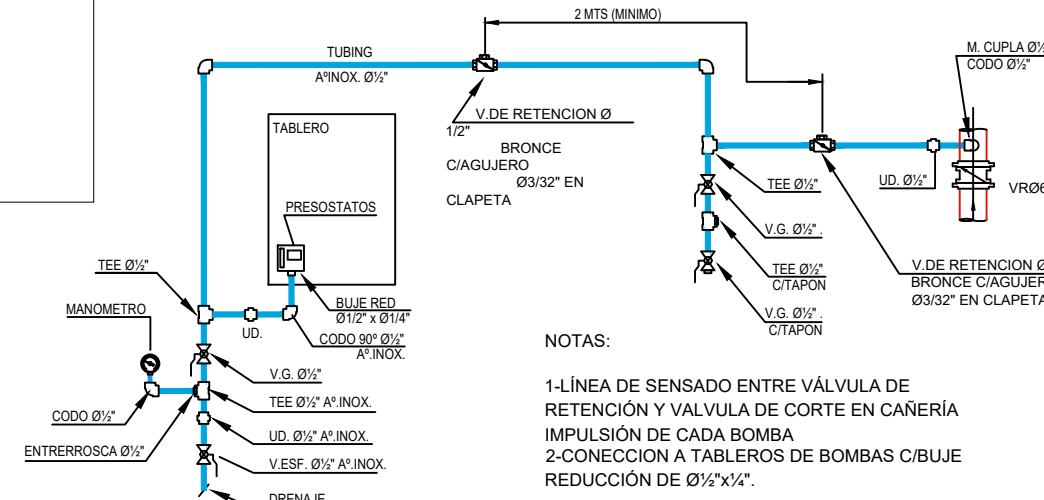 2 MTS (MINIMO)
TUBING
AºINOX. Ø½"
M. CUPLA Ø½
CODO Ø½"
V.DE RETENCION Ø
1/2"
BRONCE
C/AGUJERO
Ø3/32" EN
CLAPETA
TABLERO
PRESOSTATOS
TEE Ø½"
UD. Ø½"
VRØ6
V.G. Ø½" .
TEE Ø½"
C/TAPON
V.G. Ø½" .
C/TAPON
V.DE RETENCION Ø
BRONCE C/AGUJER
Ø3/32" EN CLAPETA
TEE Ø½"
MANOMETRO
UD.
BUJE RED
Ø1/2" x Ø1/4"
CODO 90º Ø½"
Aº.INOX.
V.G. Ø½"
TEE Ø½" Aº.INOX.
CODO Ø½"
UD. Ø½" Aº.INOX.
ENTRERROSCA Ø½"
V.ESF. Ø½" Aº.INOX.
DRENAJE
NOTAS:
1-LÍNEA DE SENSADO ENTRE VÁLVULA DE
RETENCIÓN Y VALVULA DE CORTE EN CAÑERÍA
IMPULSIÓN DE CADA BOMBA
2-CONECCION A TABLEROS DE BOMBAS C/BUJE
REDUCCIÓN DE Ø½"x¼".